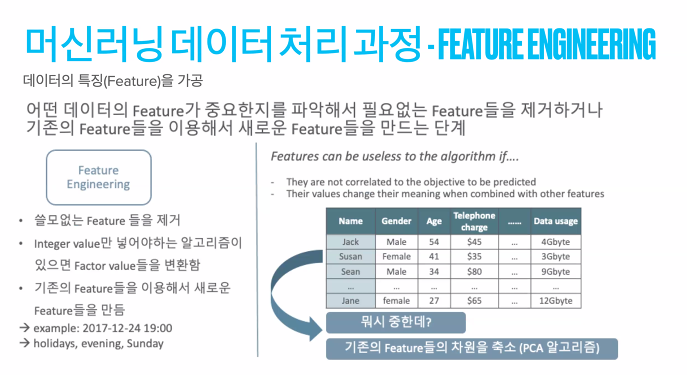 머신러닝 데이터 처리 과정 - FEATURE ENGINEERING
데이터의 특징(Feature)을 가공
어떤 데이터의 Feature가 중요한지를 파악해서 필요없는 Feature들을 제거하거나
기존의 Feature들을 이용해서 새로운 Feature들을 만드는 단계
Feature
Engineering
• 쓸모없는 Feature 들을 제거
• Integer value만 넣어야하는 알고리즘이
있으면 Factor value들을 변환함
• 기존의 Feature들을 이용해서 새로운
Feature들을 만듬
→ example: 2017-12-24 19:00
→ holidays, evening, Sunday
Features can be useless to the algorithm if....
- They are not correlated to the objective to be predicted
- Their values change their meaning when combined with other features
Name Gender Age Telephone charge ...... Data usage
Jack Male 54 $45 ... 4Gbyte
Susan Female 41 $35 ... 3Gbyte
Sean Male 34 $80 ... 9Gbyte
... ... ... ... ...
Jane female 27 $65 ... 12Gbyte
뭐시 중한데?
기존의 Feature들의 차원을 축소 (PCA 알고리즘)